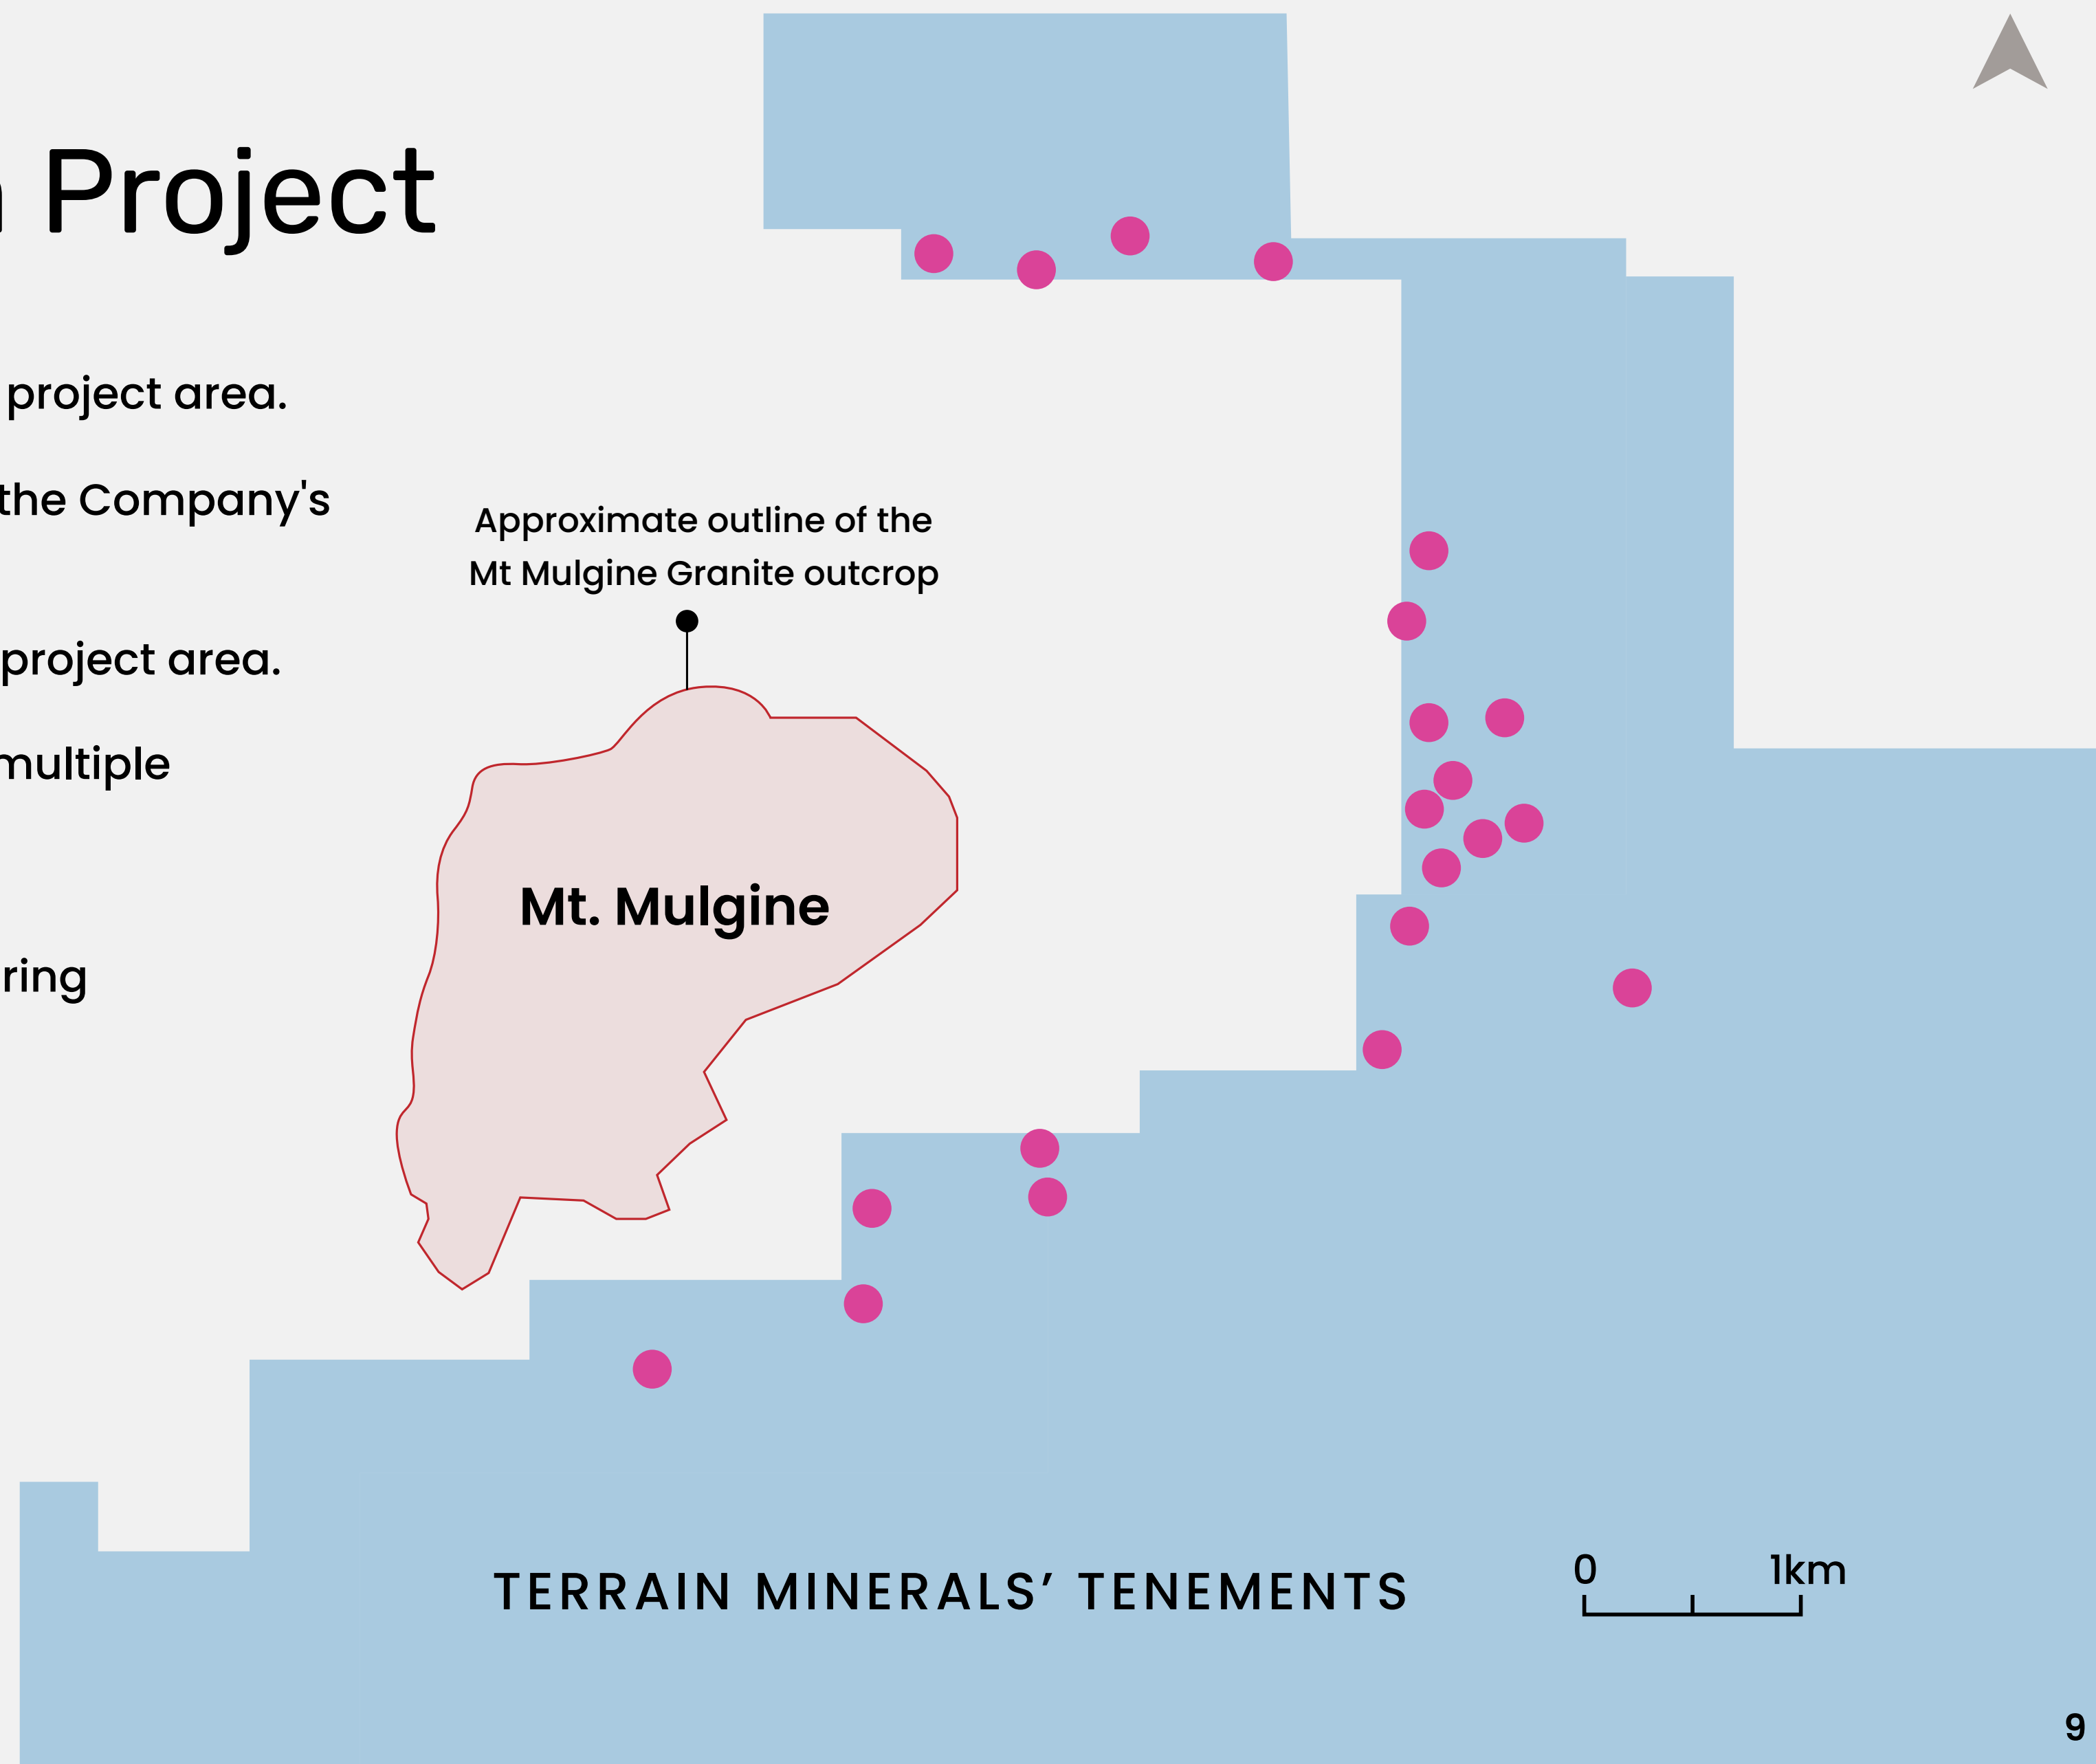 Project
project area.
the Company's
project area.
multiple
ring
Approximate outline of the
Mt Mulgine Granite outcrop
Mt. Mulgine
TERRAIN MINERALS’ TENEMENTS
0 1km
9